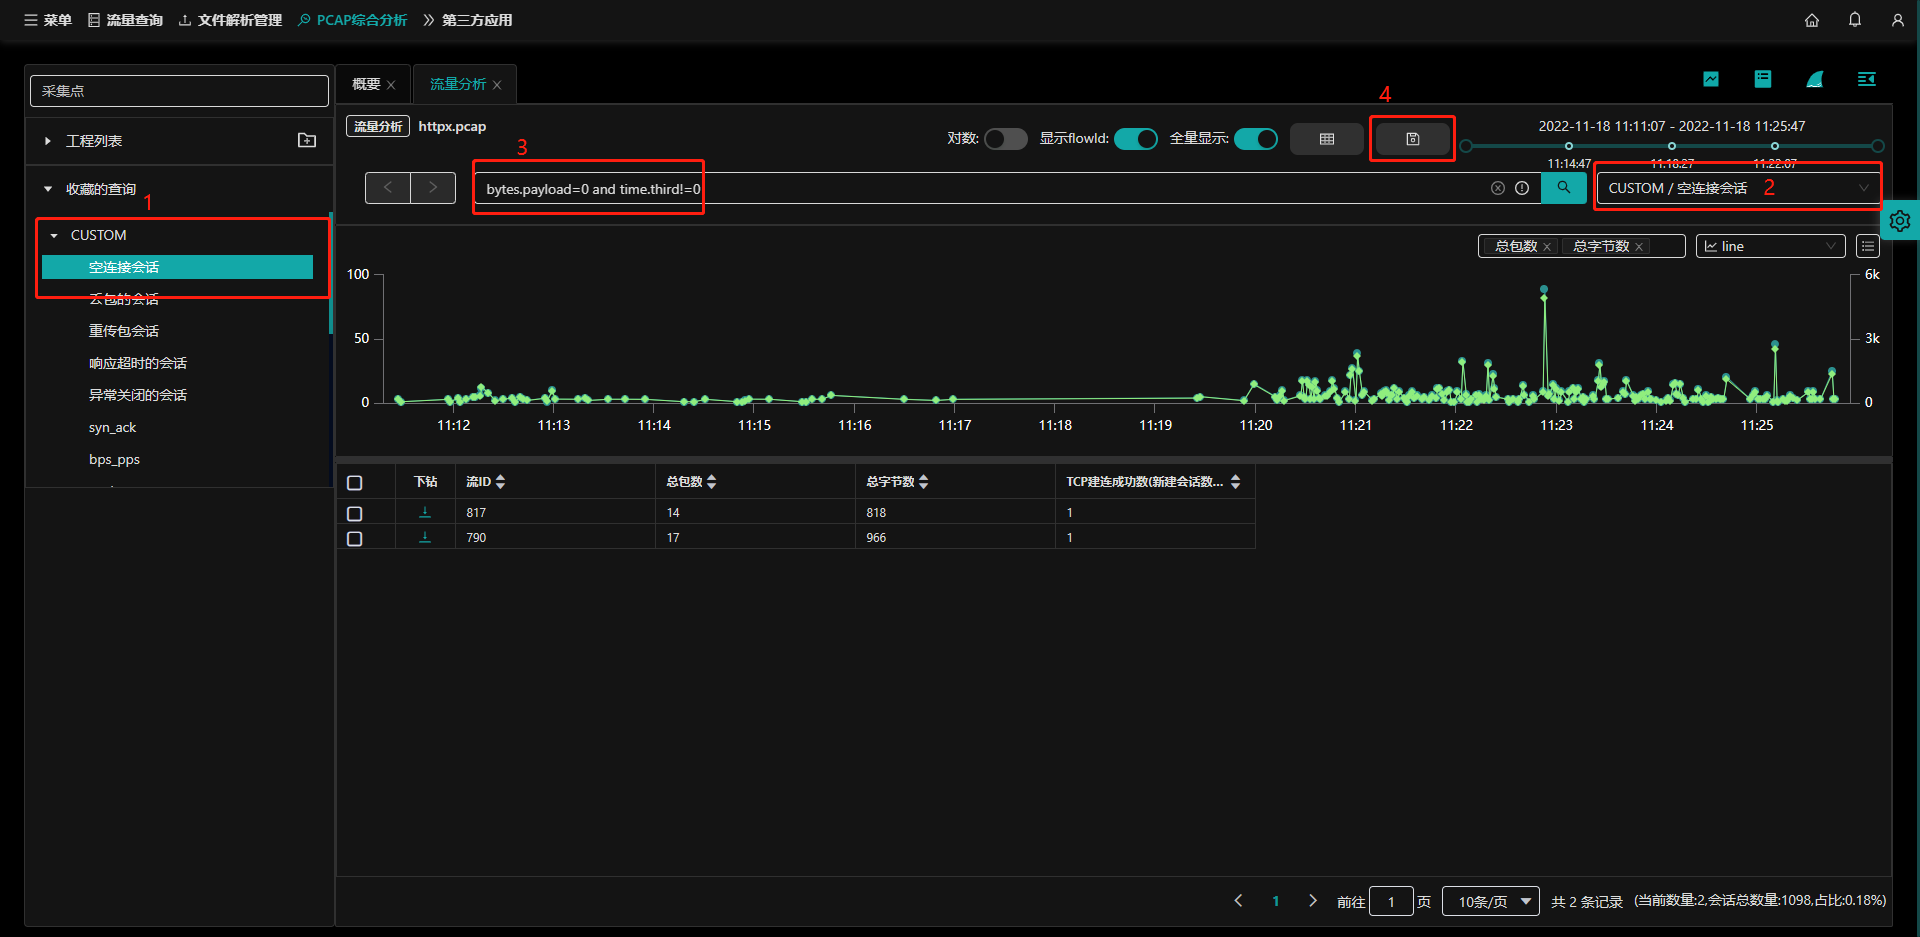 菜单 流量查询 文件解析管理 PCAP综合分析 第三方应用
采集点
工程列表
收藏的查询
1
CUSTOM
空连接会话
丢包的会话
重传包会话
响应超时的会话
异常关闭的会话
syn_ack
bps_pps
概要 流量分析
流量分析 httpx.pcap
对数: 显示flowId: 全量显示:
4
2022-11-18 11:11:07 - 2022-11-18 11:25:47
11:14:47 11:18:27 11:22:07
3
bytes.payload=0 and time.third!=0
CUSTOM / 空连接会话 2
总包数 总字节数 line
100 6k
50 3k
0 0
11:12 11:13 11:14 11:15 11:16 11:17 11:18 11:19 11:20 11:21 11:22 11:23 11:24 11:25
下钻 流ID 总包数 总字节数 TCP建连成功数(新建会话数...
817 14 818 1
790 17 966 1
1 前往 1 页 10条/页 共 2 条记录 (当前数量:2,会话总数量:1098,占比:0.18%)